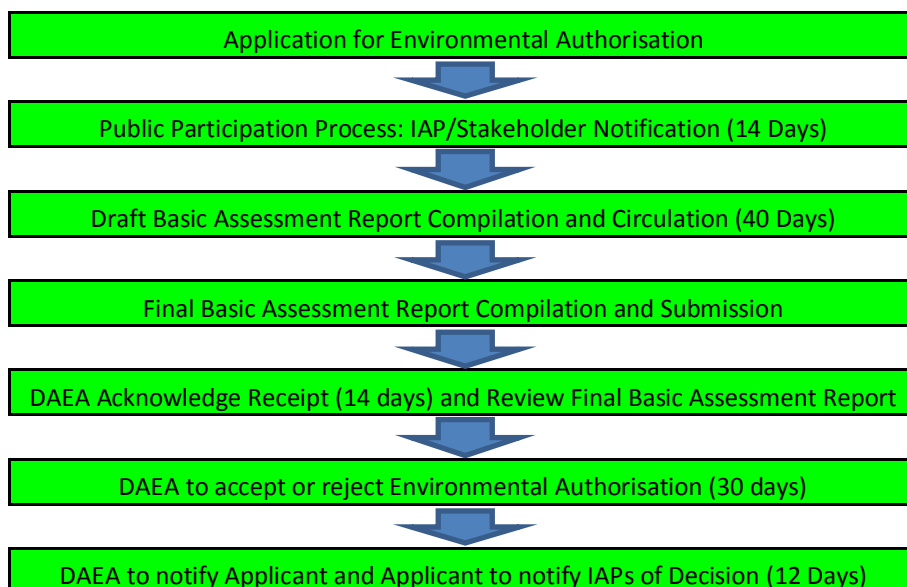 Application for Environmental Authorisation
Public Participation Process: IAP/Stakeholder Notification (14 Days)
Draft Basic Assessment Report Compilation and Circulation (40 Days)
Final Basic Assessment Report Compilation and Submission
DAEA Acknowledge Receipt (14 days) and Review Final Basic Assessment Report
DAEA to accept or reject Environmental Authorisation (30 days)
DAEA to notify Applicant and Applicant to notify IAPs of Decision (12 Days)